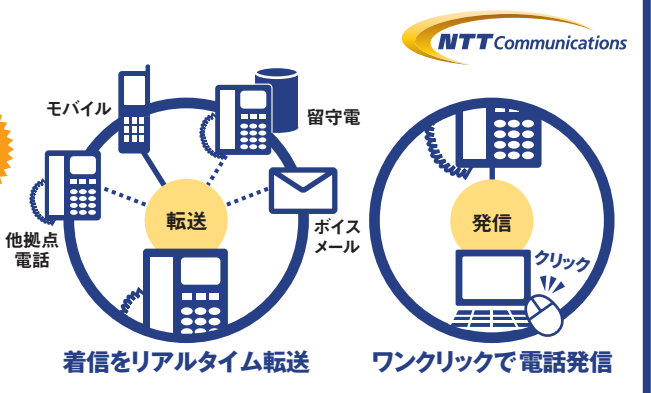 NTT Communications
モバイル
留守電
転送
他拠点
電話
ボイス
メール
着信をリアルタイム転送
発信
クリック
ワンクリックで電話発信